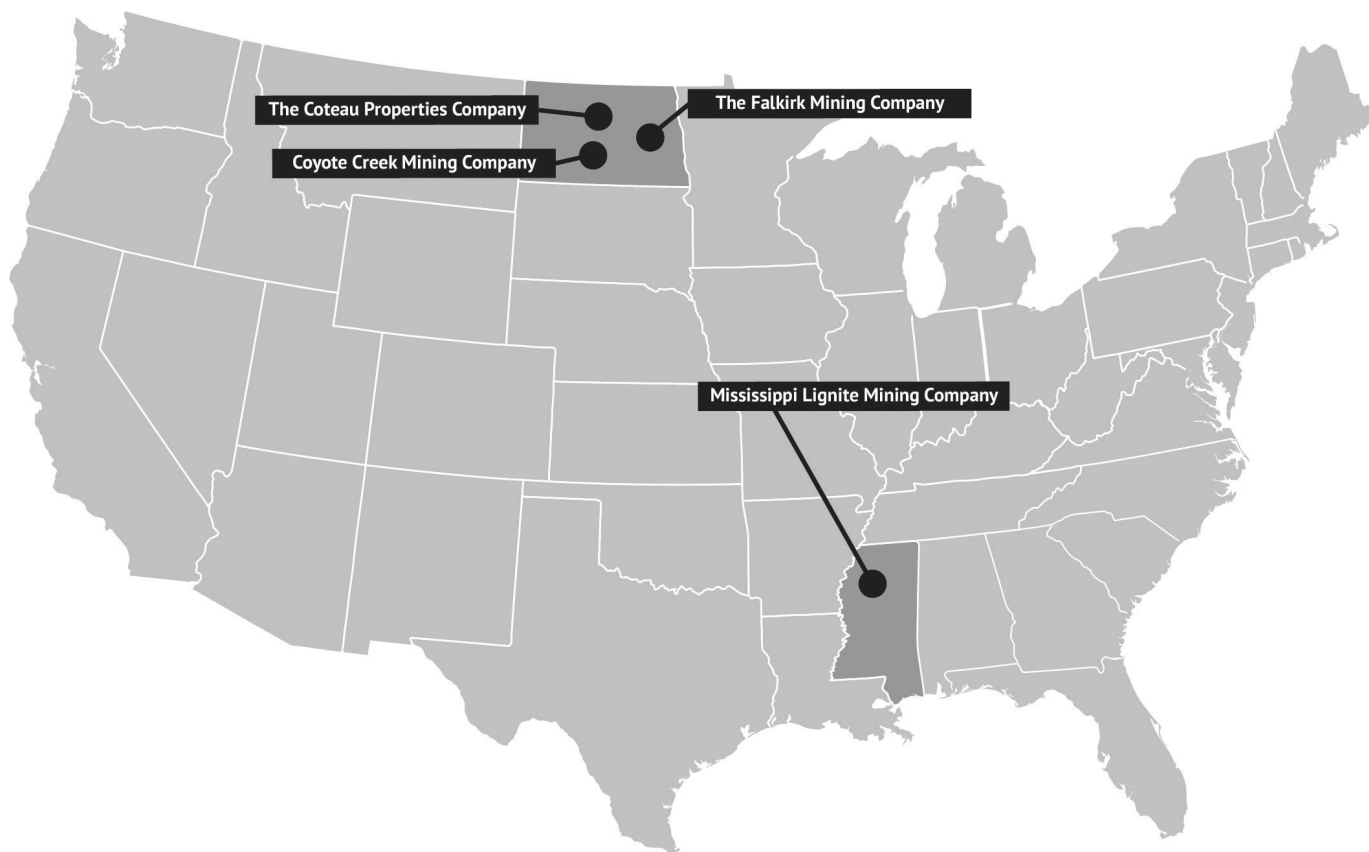 The Coteau Properties Company
The Falkirk Mining Company
Coyote Creek Mining Company
Mississippi Lignite Mining Company